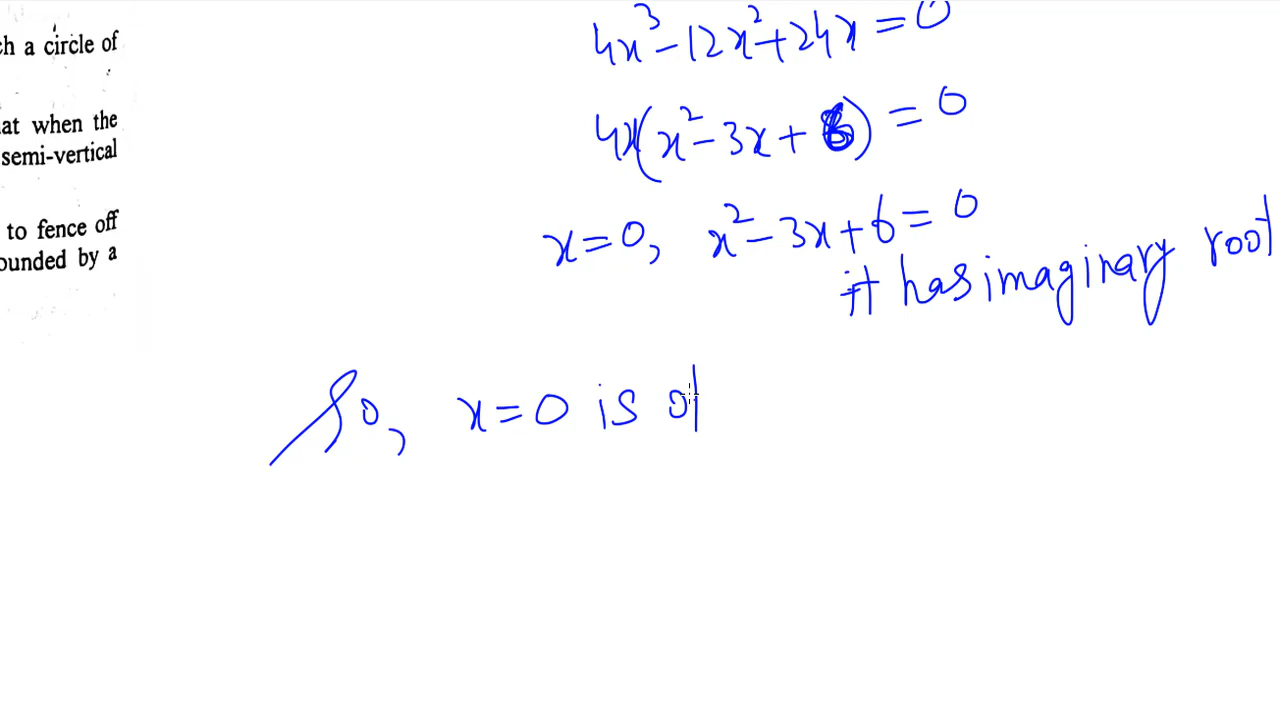 ch a circle of
at when the
semi-vertical
to fence off
ounded by a
4x³-12x²+24x=0
4x(x²-3x+6)=0
x=0, x²-3x+6=0
it has imaginary root
So, x=0 is